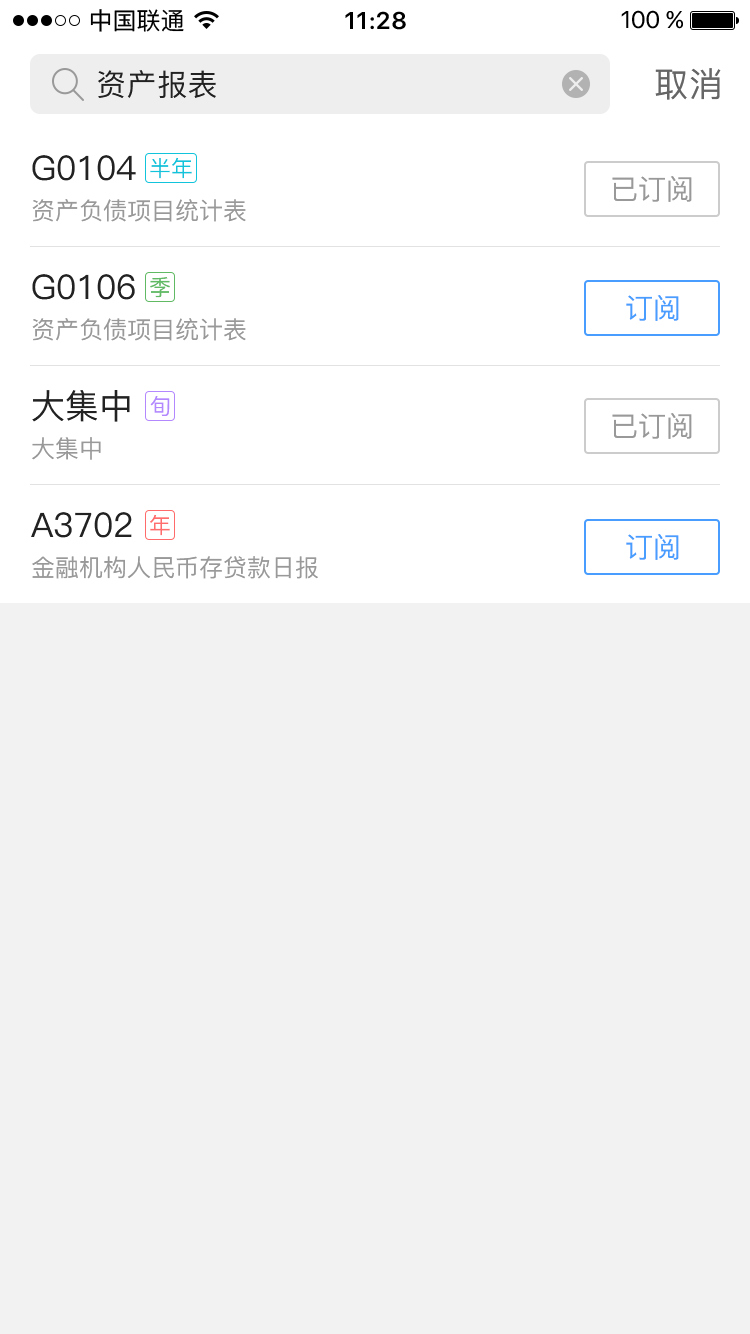 中国联通 11:28 100 %
资产报表 取消
G0104 半年
资产负债项目统计表 已订阅
G0106 季
资产负债项目统计表 订阅
大集中 旬
大集中 已订阅
A3702 年
金融机构人民币存贷款日报 订阅